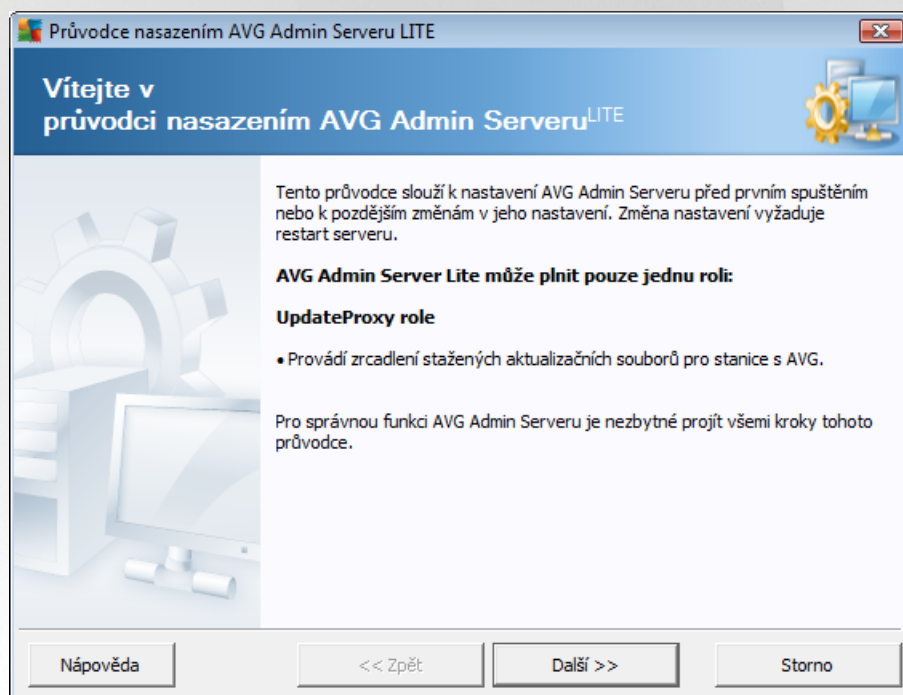 Průvodce nasazením AVG Admin Serveru LITE
Vítejte v
průvodci nasazením AVG Admin Serveru LITE
Tento průvodce slouží k nastavení AVG Admin Serveru před prvním spuštěním
nebo k pozdějším změnám v jeho nastavení. Změna nastavení vyžaduje
restart serveru.
AVG Admin Server Lite může plnit pouze jednu roli:
UpdateProxy role
• Provádí zrcadlení stažených aktualizačních souborů pro stanice s AVG.
Pro správnou funkci AVG Admin Serveru je nezbytné projít všemi kroky tohoto
průvodce.
Nápověda
<< Zpět
Další >>
Storno